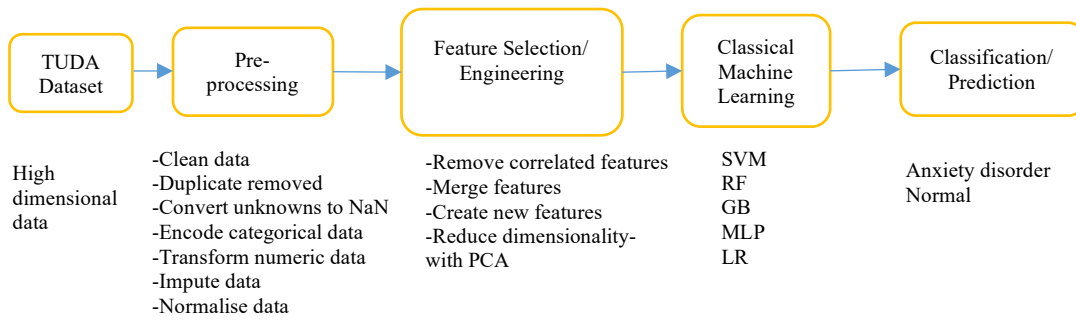 TUDA
Dataset
Pre-
processing
Feature Selection/
Engineering
Classical
Machine
Learning
Classification/
Prediction
High
dimensional
data
-Clean data
-Duplicate removed
-Convert unknowns to NaN
-Encode categorical data
-Transform numeric data
-Impute data
-Normalise data
-Remove correlated features
-Merge features
-Create new features
-Reduce dimensionality-
with PCA
SVM
RF
GB
MLP
LR
Anxiety disorder
Normal